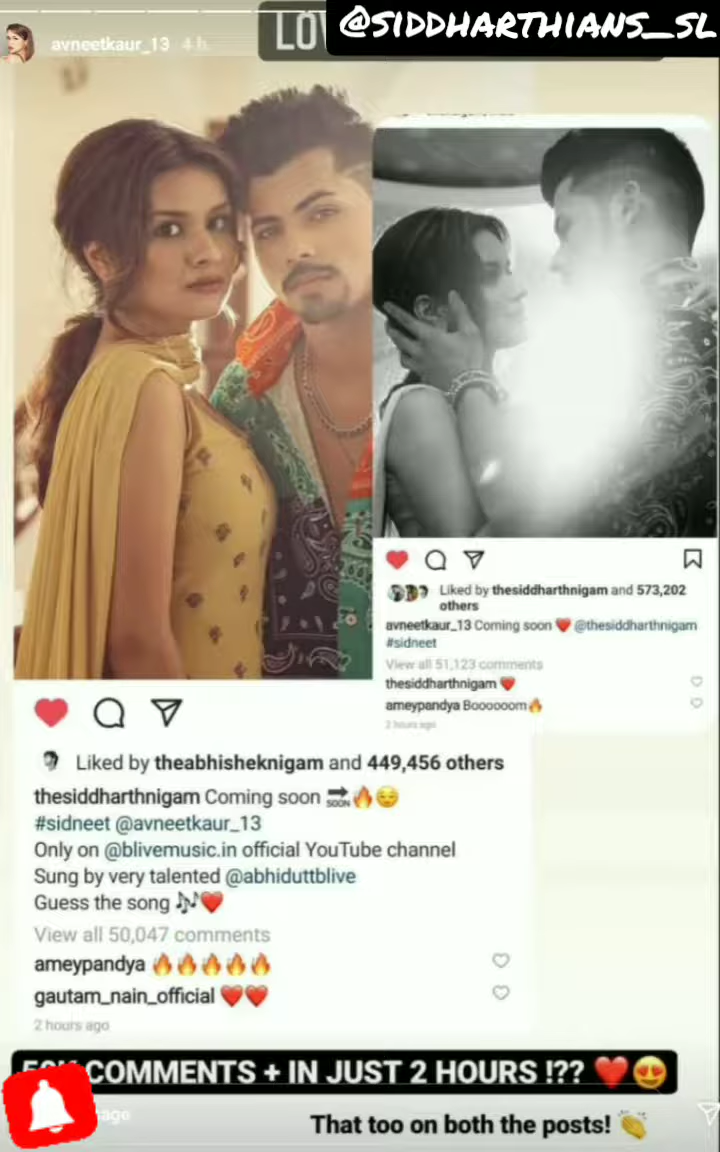 avneetkaur_13 4h
@SIDDHARTHIANS_SL
Liked by thesiddharthnigam and 573,202
others
avneetkaur_13 Coming soon ❤️ @thesiddharthnigam
#sidneet
View all 51,123 comments
thesiddharthnigam ❤️
ameypandya Boooooom🔥
2 hours ago
Liked by theabhisheknigam and 449,456 others
thesiddharthnigam Coming soon 🔜🔥😌
#sidneet @avneetkaur_13
Only on @blivemusic.in official YouTube channel
Sung by very talented @abhiduttblive
Guess the song 🎶❤️
View all 50,047 comments
ameypandya 🔥🔥🔥🔥🔥
gautam_nain_official ❤️❤️
2 hours ago
50K COMMENTS + IN JUST 2 HOURS !?? ❤️😍
That too on both the posts! 👏